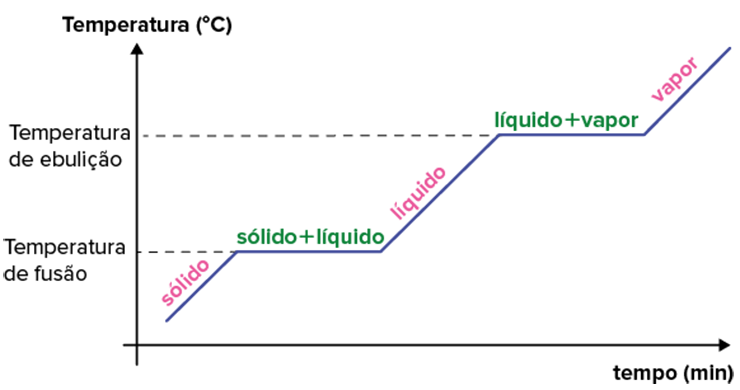 Temperatura (°C)
vapor
líquido+vapor
Temperatura
de ebulição
líquido
sólido+líquido
Temperatura
de fusão
sólido
tempo (min)